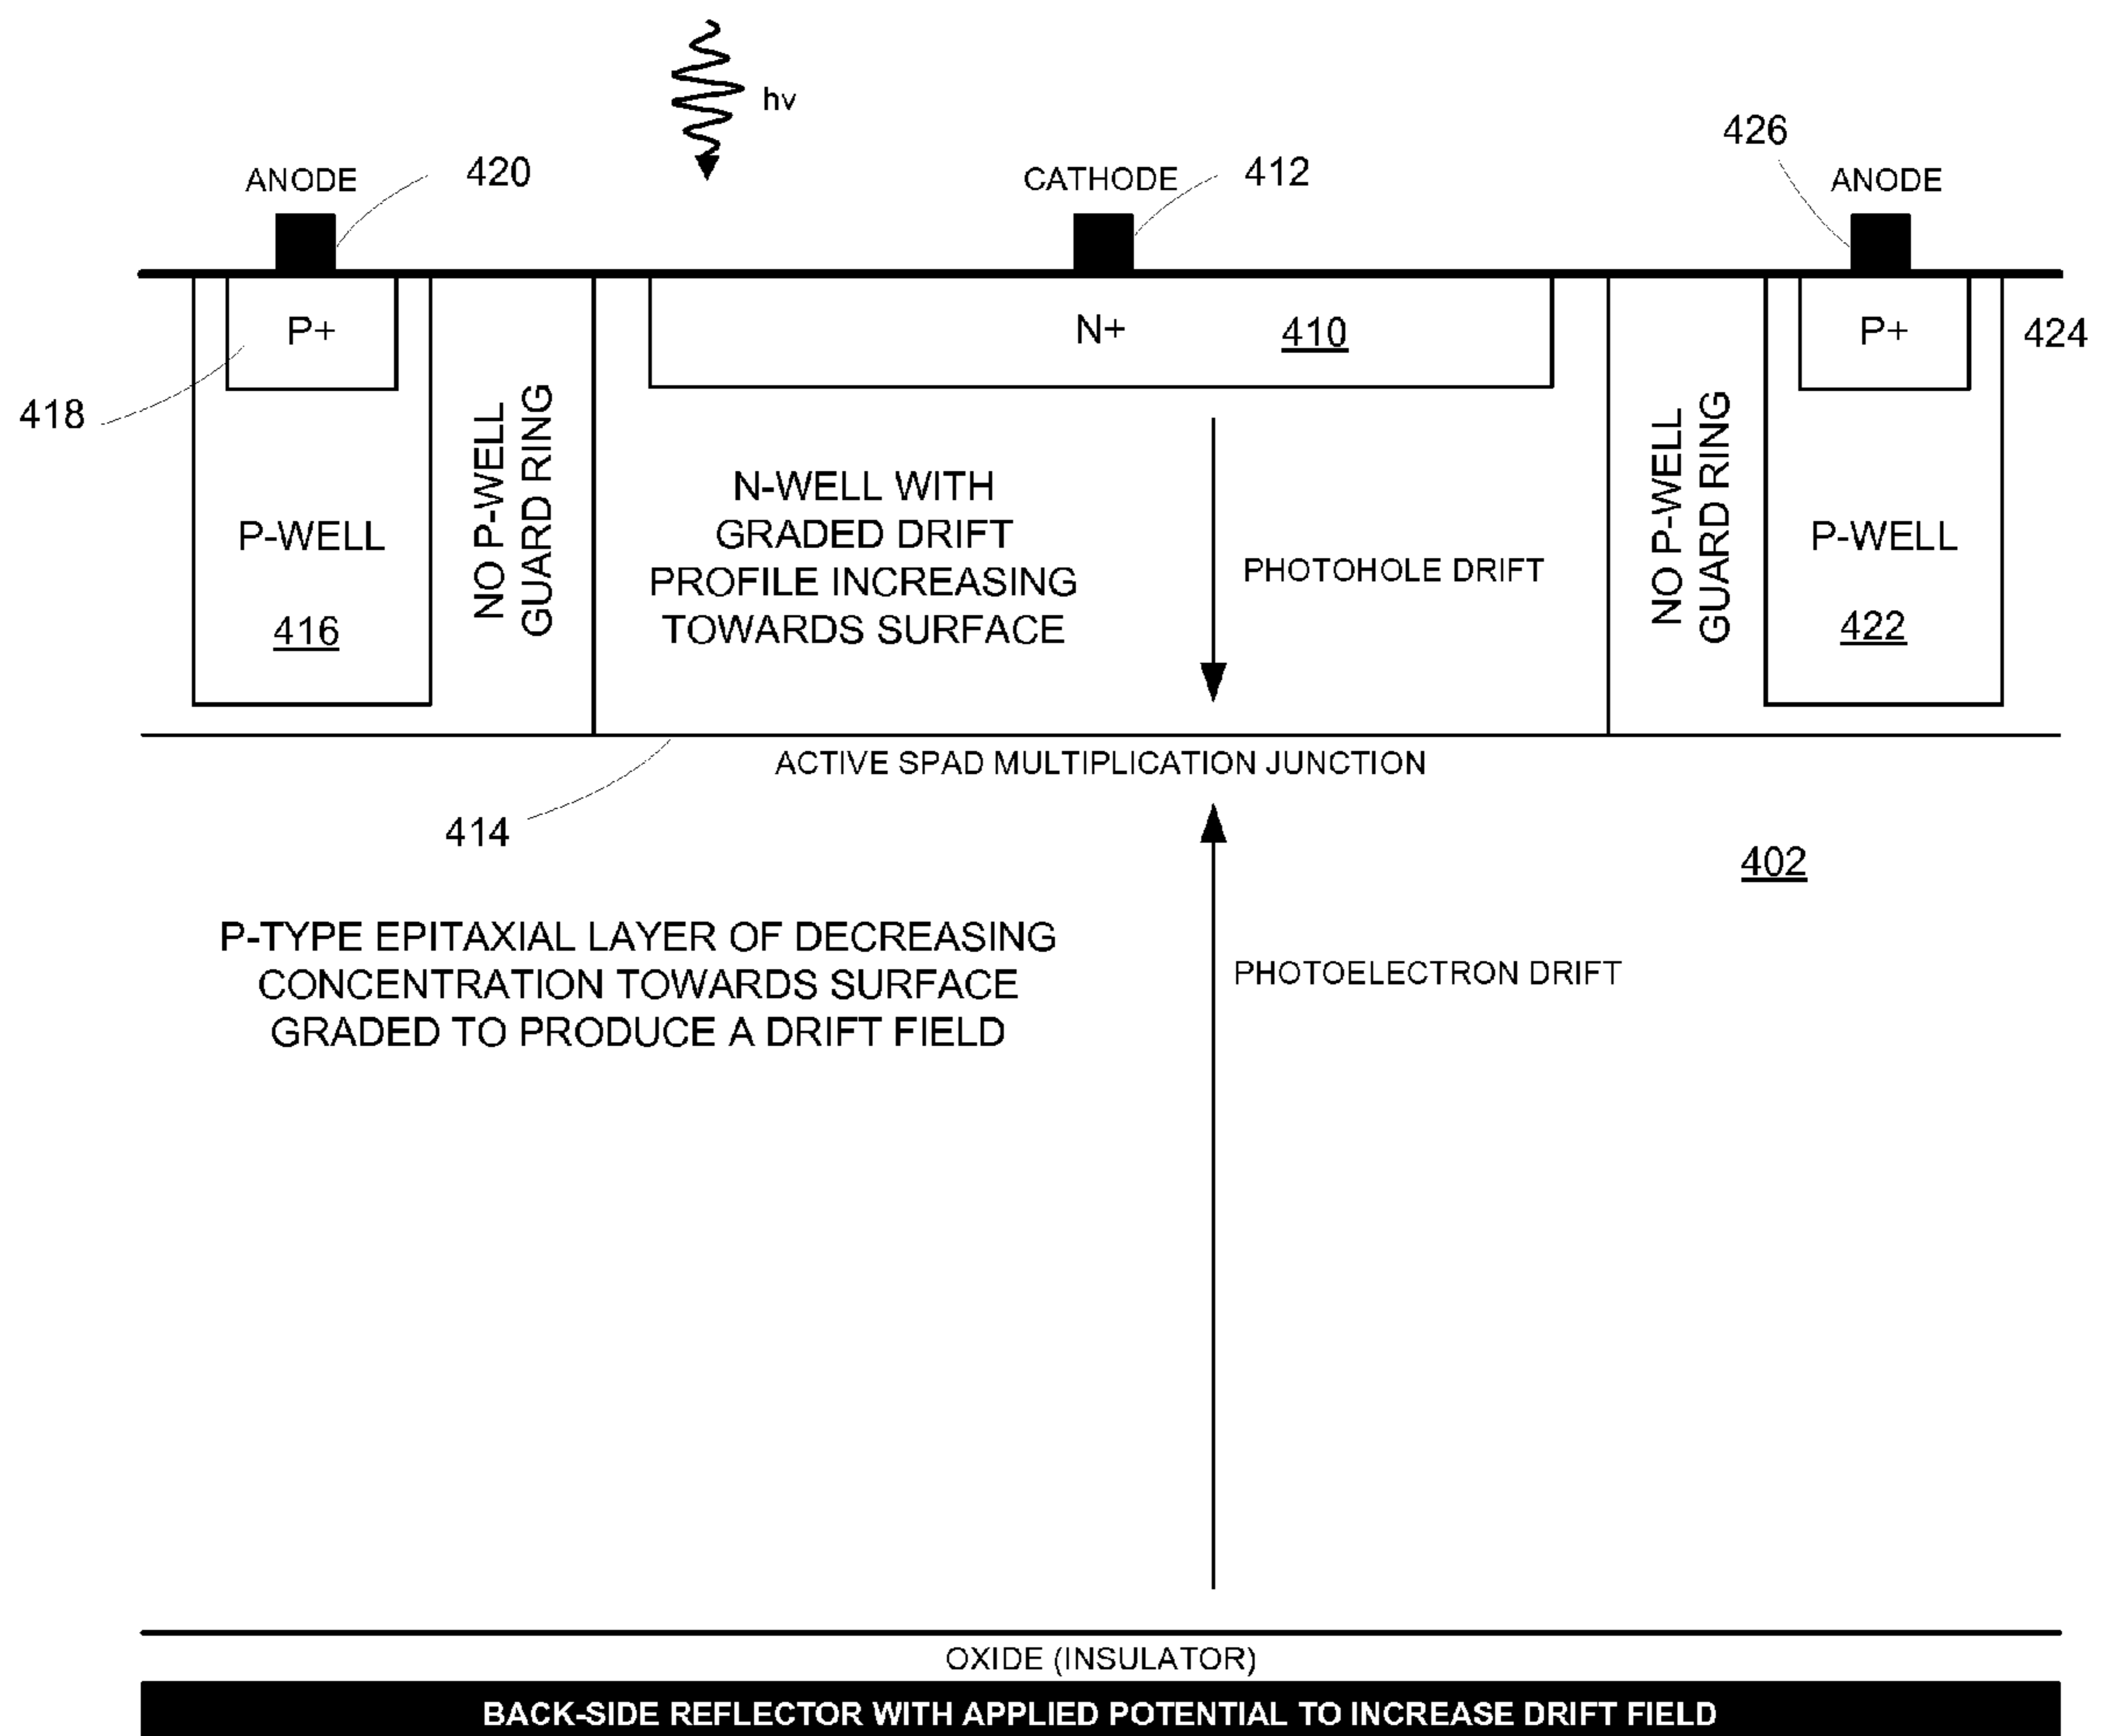 hv
426
ANODE
420
CATHODE
412
ANODE
P+
N+
410
P+
424
418
NO P-WELL
GUARD RING
N-WELL WITH
GRADED DRIFT
PROFILE INCREASING
TOWARDS SURFACE
PHOTOHOLE DRIFT
NO P-WELL
GUARD RING
P-WELL
416
P-WELL
422
ACTIVE SPAD MULTIPLICATION JUNCTION
414
402
P-TYPE EPITAXIAL LAYER OF DECREASING
CONCENTRATION TOWARDS SURFACE
GRADED TO PRODUCE A DRIFT FIELD
PHOTOELECTRON DRIFT
OXIDE (INSULATOR)
BACK-SIDE REFLECTOR WITH APPLIED POTENTIAL TO INCREASE DRIFT FIELD